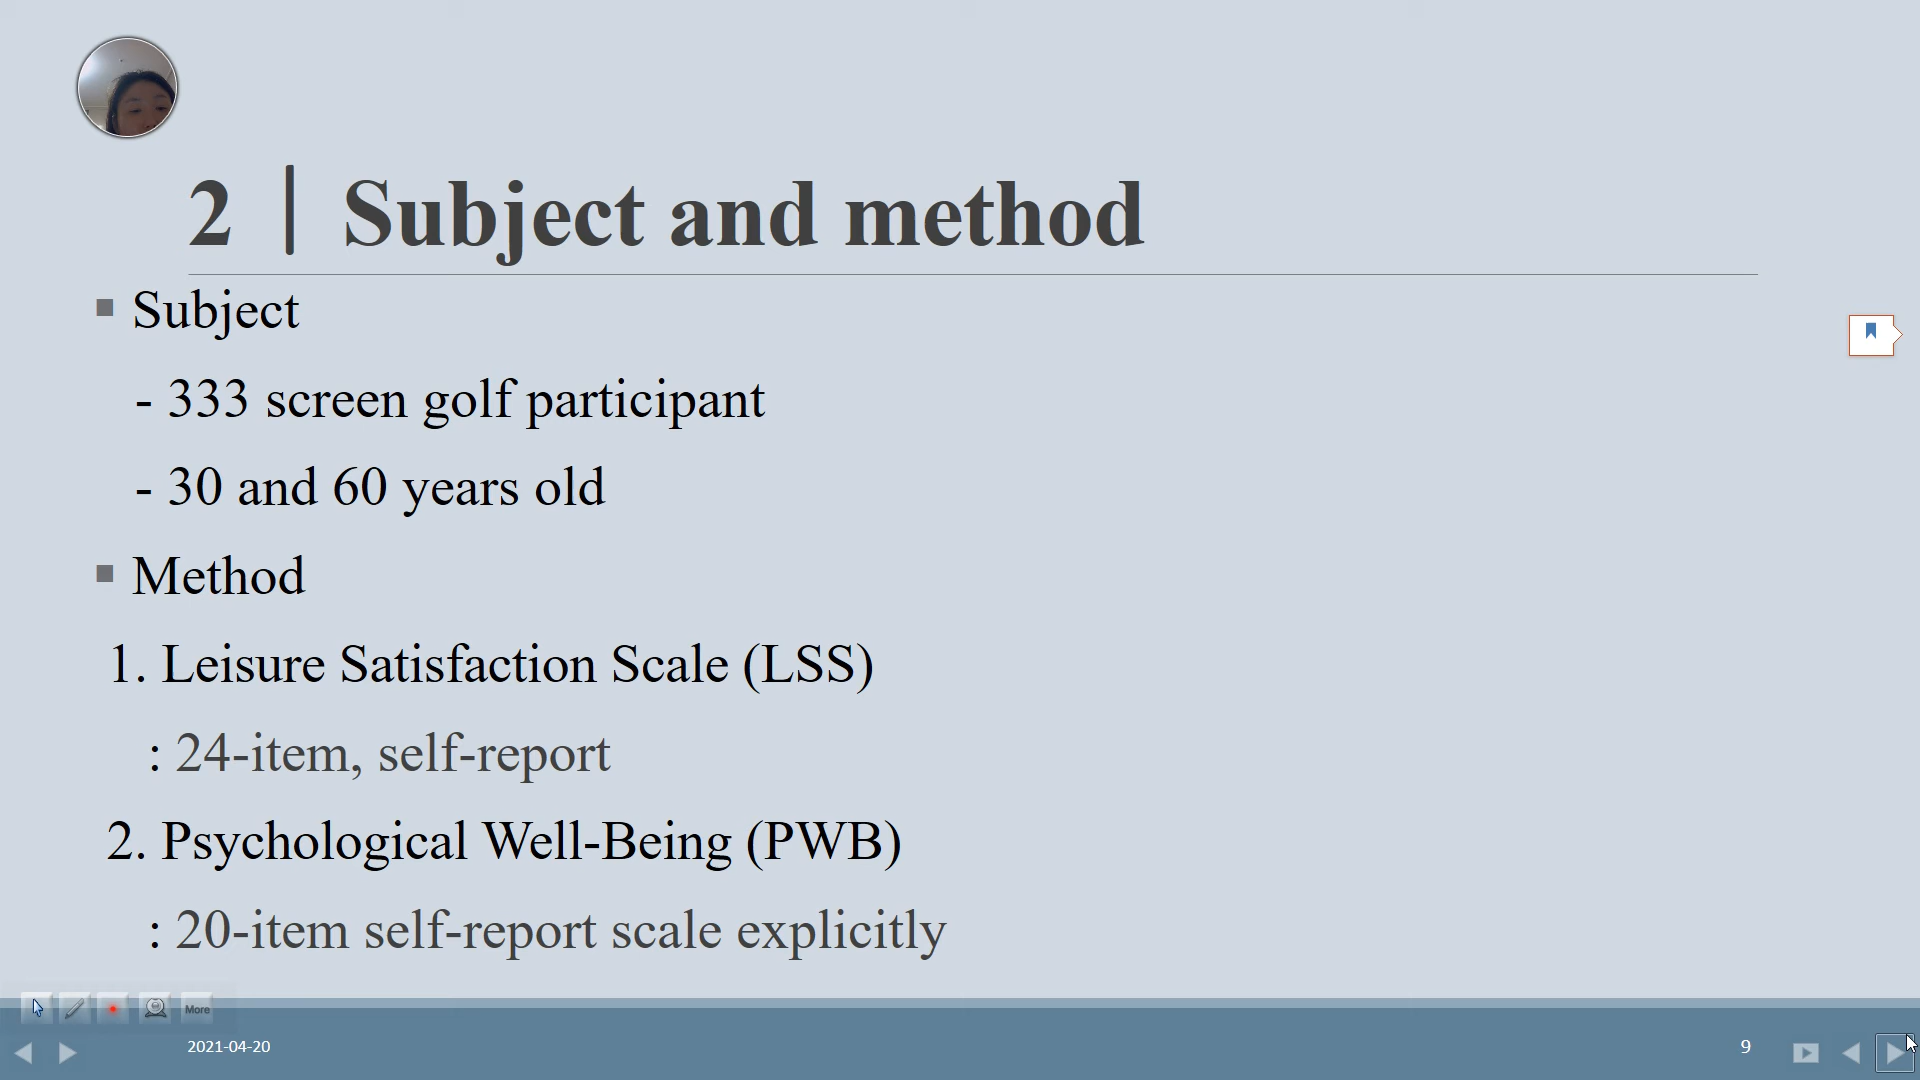 2 | Subject and method
■ Subject
- 333 screen golf participant
- 30 and 60 years old
■ Method
1. Leisure Satisfaction Scale (LSS)
: 24-item, self-report
2. Psychological Well-Being (PWB)
: 20-item self-report scale explicitly
More
2021-04-20
9